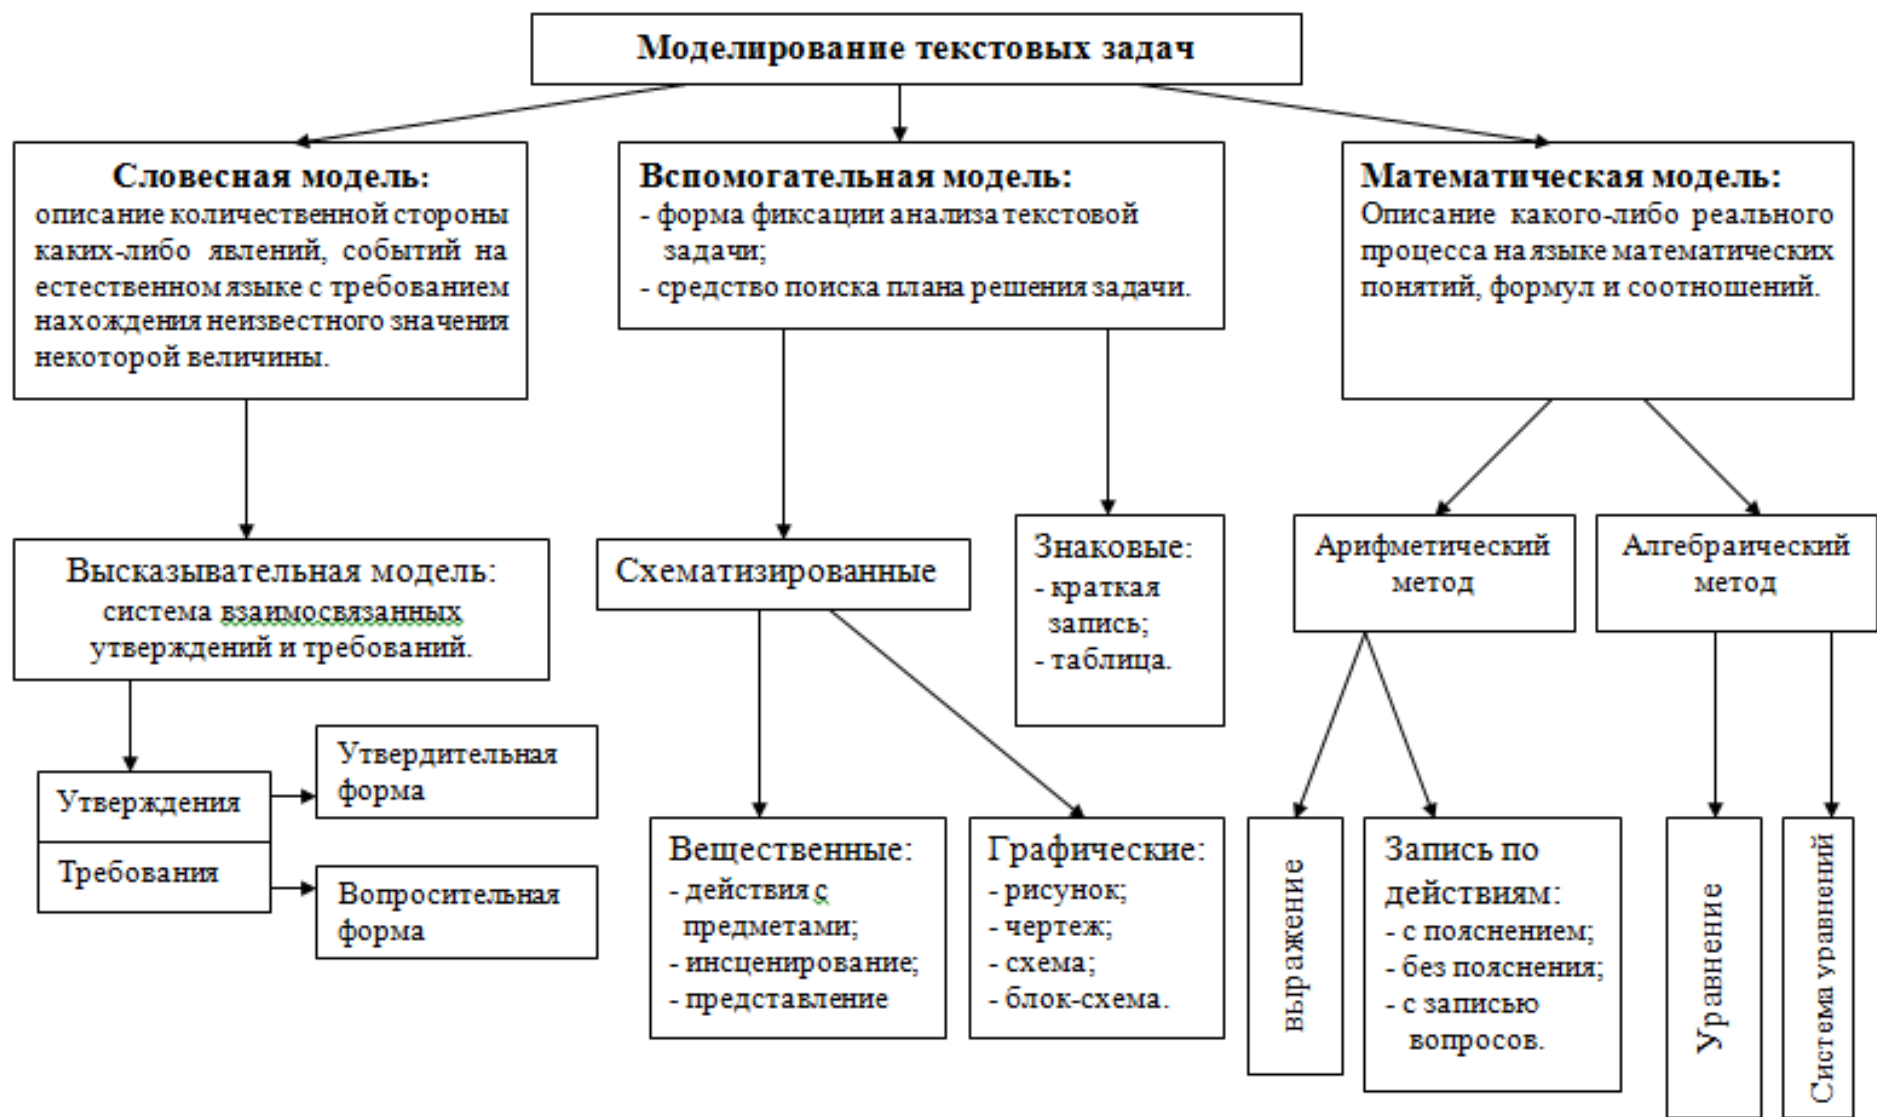 Моделирование текстовых задач
Словесная модель:
описание количественной стороны
каких-либо явлений, событий на
естественном языке с требованием
нахождения неизвестного значения
некоторой величины.
Вспомогательная модель:
- форма фиксации анализа текстовой
задачи;
- средство поиска плана решения задачи.
Математическая модель:
Описание какого-либо реального
процесса на языке математических
понятий, формул и соотношений.
Высказывательная модель:
система взаимосвязанных
утверждений и требований.
Схематизированные
Знаковые:
- краткая
запись;
- таблица.
Арифметический
метод
Алгебраический
метод
Утверждения
Требования
Утвердительная
форма
Вопросительная
форма
Вещественные:
- действия с
предметами;
- инсценирование;
- представление
Графические:
- рисунок;
- чертеж;
- схема;
- блок-схема.
выражение
Запись по
действиям:
- с пояснением;
- без пояснения;
- с записью
вопросов.
Уравнение
Система уравнений